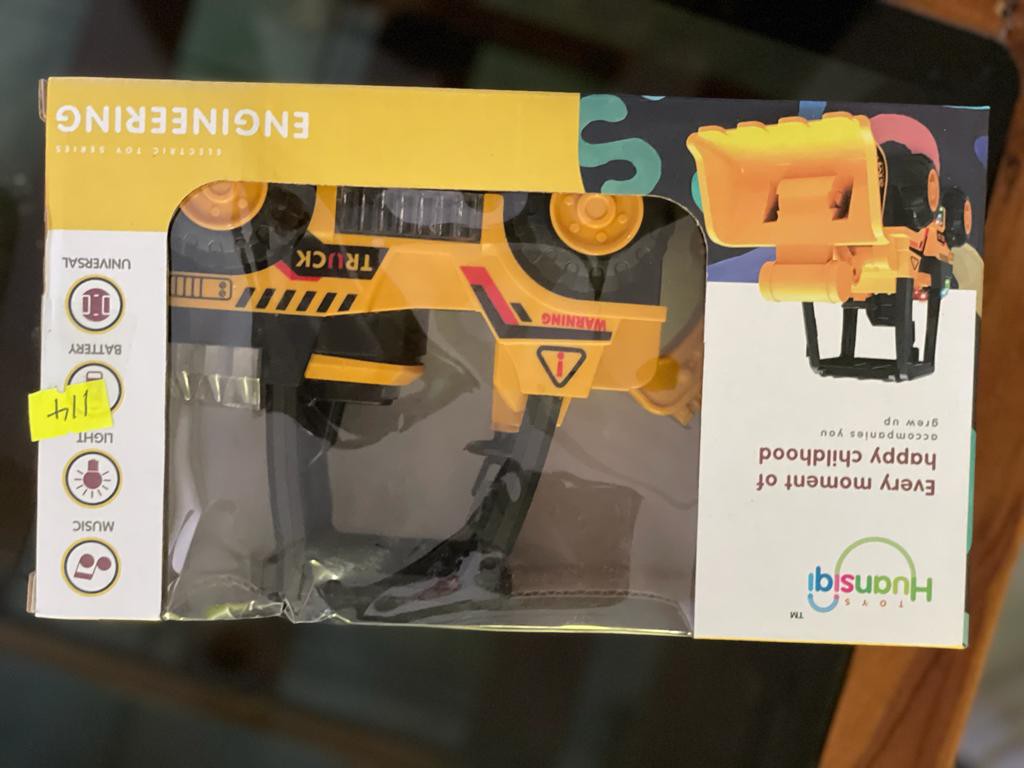 Huansiqi
TM
TOYS
Every moment of
happy childhood
accompanies you
grew up
MUSIC
LIGHT
BATTERY
UNIVERSAL
114
WARNING
TRUCK
ELECTRIC TOY SERIES
ENGINEERING